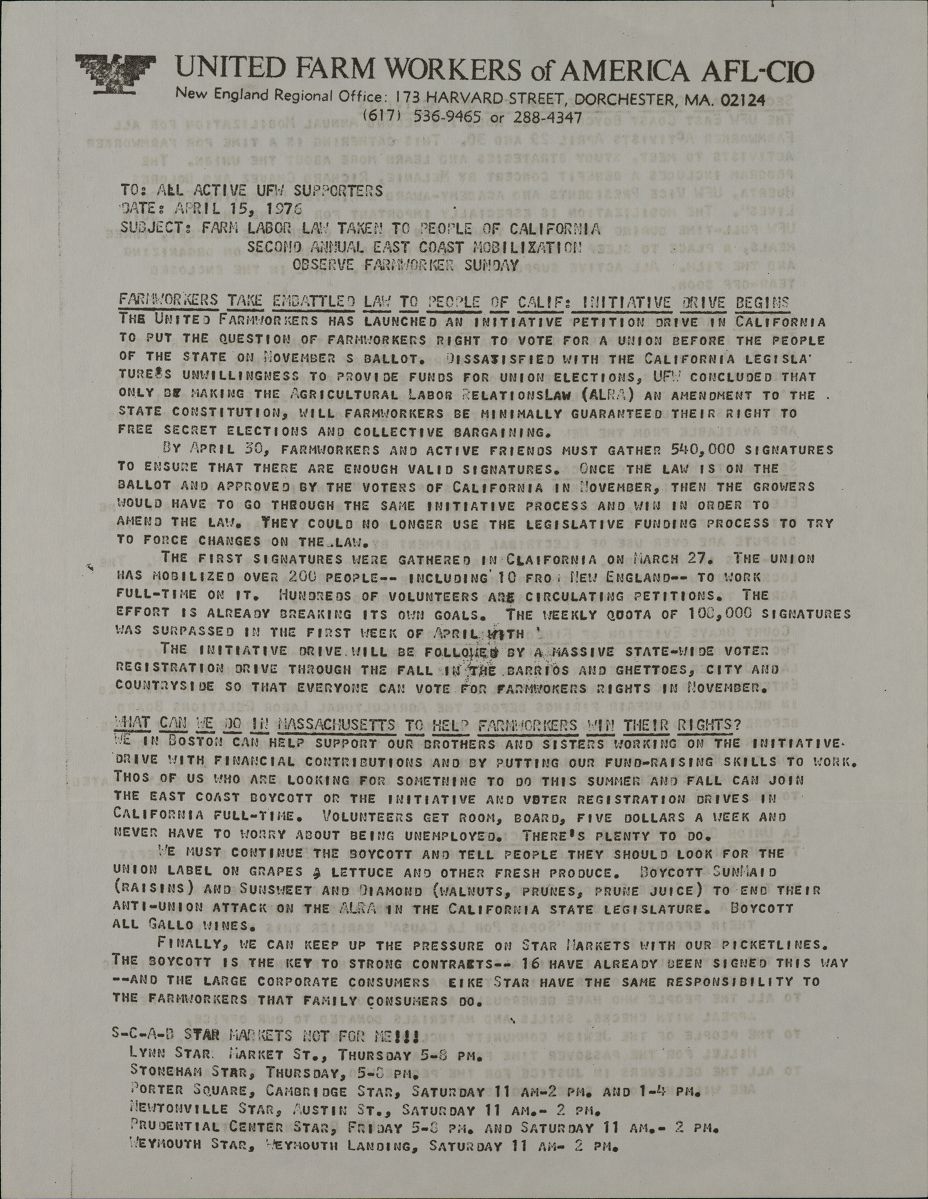 UNITED FARM WORKERS of AMERICA AFL-CIO
New England Regional Office: 173 HARVARD STREET, DORCHESTER, MA. 02124
(617) 536-9465 or 288-4347
TO: ALL ACTIVE UFW SUPPORTERS
DATE: APRIL 15, 1976
SUBJECT: FARM LABOR LAW TAKEN TO PEOPLE OF CALIFORNIA
SECOND ANNUAL EAST COAST MOBILIZATION
OBSERVE FARMWORKER SUNDAY
FARMWORKERS TAKE EMBATTLED LAW TO PEOPLE OF CALIF: INITIATIVE DRIVE BEGINS
THE UNITED FARMWORKERS HAS LAUNCHED AN INITIATIVE PETITION DRIVE IN CALIFORNIA
TO PUT THE QUESTION OF FARMWORKERS RIGHT TO VOTE FOR A UNION BEFORE THE PEOPLE
OF THE STATE ON NOVEMBER S BALLOT. DISSATISFIED WITH THE CALIFORNIA LEGISLA'
TURE'S UNWILLINGNESS TO PROVIDE FUNDS FOR UNION ELECTIONS, UFW CONCLUDED THAT
ONLY BY MAKING THE AGRICULTURAL LABOR RELATIONSLAW (ALRA) AN AMENDMENT TO THE
STATE CONSTITUTION, WILL FARMWORKERS BE MINIMALLY GUARANTEED THEIR RIGHT TO
FREE SECRET ELECTIONS AND COLLECTIVE BARGAINING.
BY APRIL 30, FARMWORKERS AND ACTIVE FRIENDS MUST GATHER 540,000 SIGNATURES
TO ENSURE THAT THERE ARE ENOUGH VALID SIGNATURES. ONCE THE LAW IS ON THE
BALLOT AND APPROVED BY THE VOTERS OF CALIFORNIA IN NOVEMBER, THEN THE GROWERS
WOULD HAVE TO GO THROUGH THE SAME INITIATIVE PROCESS AND WIN IN ORDER TO
AMEND THE LAW. THEY COULD NO LONGER USE THE LEGISLATIVE FUNDING PROCESS TO TRY
TO FORCE CHANGES ON THE LAW.
THE FIRST SIGNATURES WERE GATHERED IN CLAIFORNIA ON MARCH 27. THE UNION
HAS MOBILIZED OVER 200 PEOPLE-- INCLUDING 10 FROM NEW ENGLAND-- TO WORK
FULL-TIME ON IT. HUNDREDS OF VOLUNTEERS ARE CIRCULATING PETITIONS. THE
EFFORT IS ALREADY BREAKING ITS OWN GOALS. THE WEEKLY QUOTA OF 100,000 SIGNATURES
WAS SURPASSED IN THE FIRST WEEK OF APRIL WITH
THE INITIATIVE DRIVE WILL BE FOLLOWED BY A MASSIVE STATE-WIDE VOTER
REGISTRATION DRIVE THROUGH THE FALL IN THE BARRIOS AND GHETTOES, CITY AND
COUNTRYSIDE SO THAT EVERYONE CAN VOTE FOR FARMWOKERS RIGHTS IN NOVEMBER.
WHAT CAN WE DO IN MASSACHUSETTS TO HELP FARMWORKERS WIN THEIR RIGHTS?
WE IN BOSTON CAN HELP SUPPORT OUR BROTHERS AND SISTERS WORKING ON THE INITIATIVE
DRIVE WITH FINANCIAL CONTRIBUTIONS AND BY PUTTING OUR FUND-RAISING SKILLS TO WORK.
THOS OF US WHO ARE LOOKING FOR SOMETHING TO DO THIS SUMMER AND FALL CAN JOIN
THE EAST COAST BOYCOTT OR THE INITIATIVE AND VOTER REGISTRATION DRIVES IN
CALIFORNIA FULL-TIME. VOLUNTEERS GET ROOM, BOARD, FIVE DOLLARS A WEEK AND
NEVER HAVE TO WORRY ABOUT BEING UNEMPLOYED. THERE'S PLENTY TO DO.
WE MUST CONTINUE THE BOYCOTT AND TELL PEOPLE THEY SHOULD LOOK FOR THE
UNION LABEL ON GRAPES , LETTUCE AND OTHER FRESH PRODUCE. BOYCOTT SUNMAID
(RAISINS) AND SUNSWEET AND DIAMOND (WALNUTS, PRUNES, PRUNE JUICE) TO END THEIR
ANTI-UNION ATTACK ON THE ALRA IN THE CALIFORNIA STATE LEGISLATURE. BOYCOTT
ALL GALLO WINES.
FINALLY, WE CAN KEEP UP THE PRESSURE ON STAR MARKETS WITH OUR PICKETLINES.
THE BOYCOTT IS THE KEY TO STRONG CONTRACTS-- 16 HAVE ALREADY BEEN SIGNED THIS WAY
--AND THE LARGE CORPORATE CONSUMERS EIKE STAR HAVE THE SAME RESPONSIBILITY TO
THE FARMWORKERS THAT FAMILY CONSUMERS DO.
S-C-A-B STAR MARKETS NOT FOR ME!!!
LYNN STAR. MARKET ST., THURSDAY 5-8 PM.
STONEHAM STAR, THURSDAY, 5-8 PM.
PORTER SQUARE, CAMBRIDGE STAR, SATURDAY 11 AM-2 PM. AND 1-4 PM.
NEWTONVILLE STAR, AUSTIN ST., SATURDAY 11 AM.- 2 PM.
PRUDENTIAL CENTER STAR, FRIDAY 5-8 PM. AND SATURDAY 11 AM.- 2 PM.
WEYMOUTH STAR, WEYMOUTH LANDING, SATURDAY 11 AM- 2 PM.